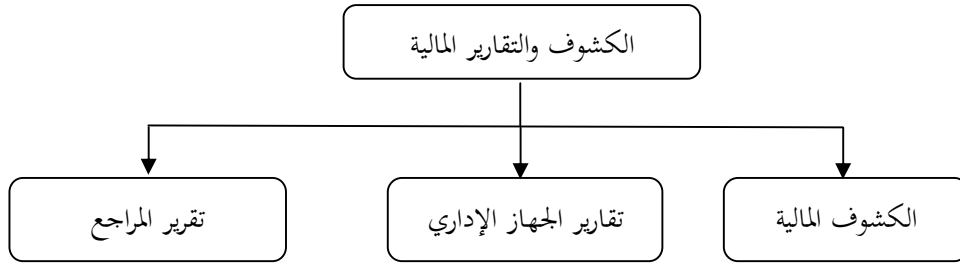 الكشوف والتقارير المالية
الكشوف المالية
تقارير الجهاز الإداري
تقرير المراجع